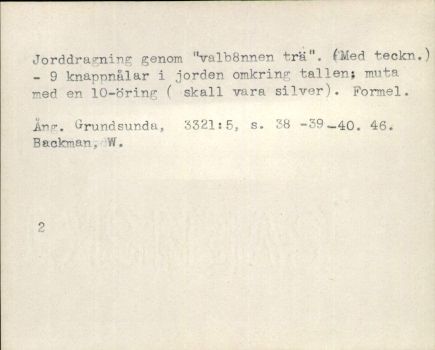 Jorddragning genom "valb8nnen trä". (Med teckn.)
- 9 knappnålar i jorden omkring tallen; muta
med en 10-öring ( skall vara silver). Formel.
Ång. Grundsunda, 3321:5, s. 38 -39-40. 46.
Backman, W.
2